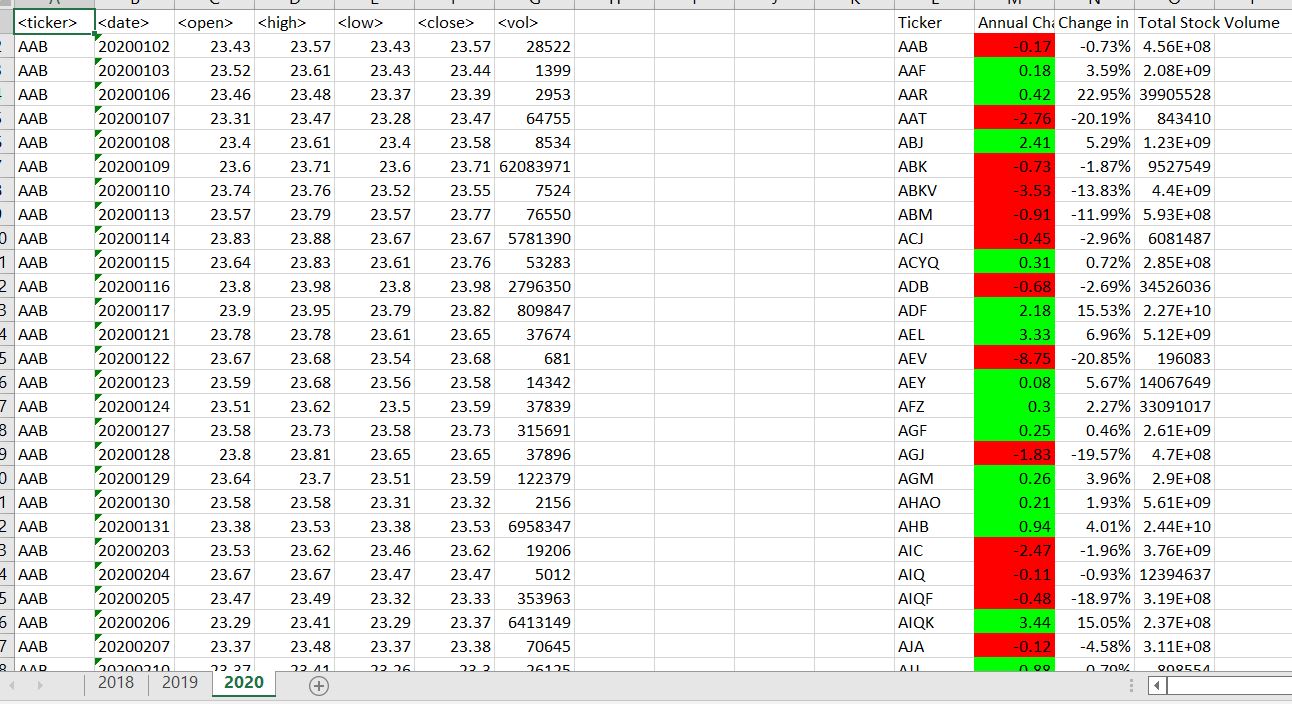 <ticker> <date> <open> <high> <low> <close> <vol> Ticker Annual Cha Change in Total Stock Volume
AAB 20200102 23.43 23.57 23.43 23.57 28522 AAB -0.17 -0.73% 4.56E+08
AAB 20200103 23.52 23.61 23.43 23.44 1399 AAF 0.18 3.59% 2.08E+09
AAB 20200106 23.46 23.48 23.37 23.39 2953 AAR 0.42 22.95% 39905528
AAB 20200107 23.31 23.47 23.28 23.47 64755 AAT -2.76 -20.19% 843410
AAB 20200108 23.4 23.61 23.4 23.58 8534 ABJ 2.41 5.29% 1.23E+09
AAB 20200109 23.6 23.71 23.6 23.71 62083971 ABK -0.73 -1.87% 9527549
AAB 20200110 23.74 23.76 23.52 23.55 7524 ABKV -3.53 -13.83% 4.4E+09
AAB 20200113 23.57 23.79 23.57 23.77 76550 ABM -0.91 -11.99% 5.93E+08
AAB 20200114 23.83 23.88 23.67 23.67 5781390 ACJ -0.45 -2.96% 6081487
AAB 20200115 23.64 23.83 23.61 23.76 53283 ACYQ 0.31 0.72% 2.85E+08
AAB 20200116 23.8 23.98 23.8 23.98 2796350 ADB -0.68 -2.69% 34526036
AAB 20200117 23.9 23.95 23.79 23.82 809847 ADF 2.18 15.53% 2.27E+10
AAB 20200121 23.78 23.78 23.61 23.65 37674 AEL 3.33 6.96% 5.12E+09
AAB 20200122 23.67 23.68 23.54 23.68 681 AEV -8.75 -20.85% 196083
AAB 20200123 23.59 23.68 23.56 23.58 14342 AEY 0.08 5.67% 14067649
AAB 20200124 23.51 23.62 23.5 23.59 37839 AFZ 0.3 2.27% 33091017
AAB 20200127 23.58 23.73 23.58 23.73 315691 AGF 0.25 0.46% 2.61E+09
AAB 20200128 23.8 23.81 23.65 23.65 37896 AGJ -1.83 -19.57% 4.7E+08
AAB 20200129 23.64 23.7 23.51 23.59 122379 AGM 0.26 3.96% 2.9E+08
AAB 20200130 23.58 23.58 23.31 23.32 2156 AHAO 0.21 1.93% 5.61E+09
AAB 20200131 23.38 23.53 23.38 23.53 6958347 AHB 0.94 4.01% 2.44E+10
AAB 20200203 23.53 23.62 23.46 23.62 19206 AIC -2.47 -1.96% 3.76E+09
AAB 20200204 23.67 23.67 23.47 23.47 5012 AIQ -0.11 -0.93% 12394637
AAB 20200205 23.47 23.49 23.32 23.33 353963 AIQF -0.48 -18.97% 3.19E+08
AAB 20200206 23.29 23.41 23.29 23.37 6413149 AIQK 3.44 15.05% 2.37E+08
AAB 20200207 23.37 23.48 23.37 23.38 70645 AJA -0.12 -4.58% 3.11E+08
AAB 20200210 23.37 23.41 23.26 23.3 26125 0.88 0.79% 898554
2018 2019 2020